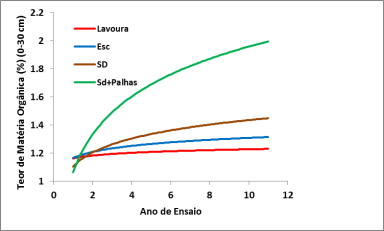 Teor de Matéria Orgânica (%) (0-30 cm)
2.2
2
1.8
1.6
1.4
1.2
1
Lavoura
Esc
SD
Sd+Palhas
0 2 4 6 8 10 12
Ano de Ensaio